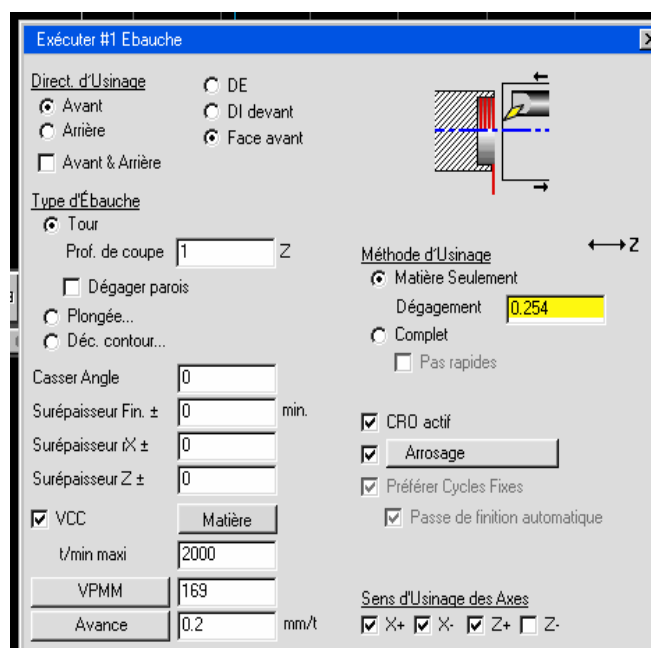 Exécuter #1 Ebauche
Direct. d'Usinage
Avant
Arrière
Avant & Arrière
DE
DI devant
Face avant
Type d'Ébauche
Tour
Prof. de coupe 1 Z
Dégager parois
Plongée...
Déc. contour...
Casser Angle 0
Surépaisseur Fin. ± 0 min.
Surépaisseur rX ± 0
Surépaisseur Z ± 0
VCC Matière
t/min maxi 2000
VPMM 169
Avance 0.2 mm/t
Z
Méthode d'Usinage
Matière Seulement
Dégagement 0.254
Complet
Pas rapides
CRO actif
Arrosage
Préférer Cycles Fixes
Passe de finition automatique
Sens d'Usinage des Axes
X+ X- Z+ Z-